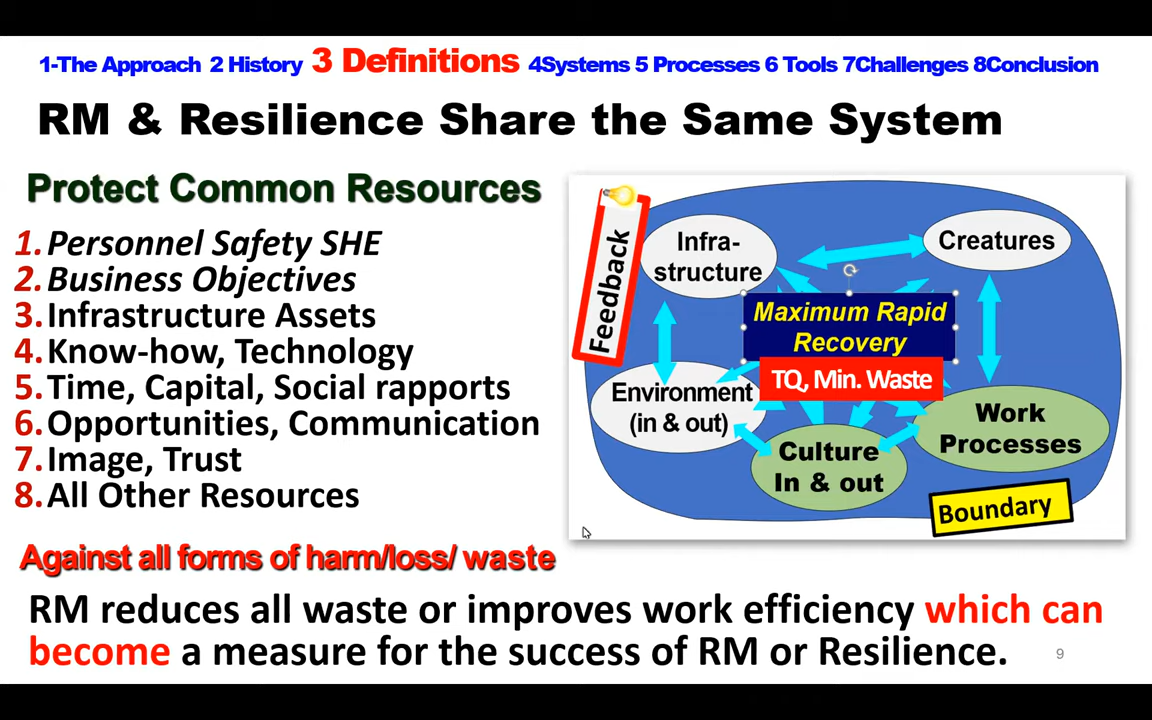 1-The Approach 2 History 3 Definitions 4Systems 5 Processes 6 Tools 7Challenges 8Conclusion
RM & Resilience Share the Same System
Protect Common Resources
1. Personnel Safety SHE
2. Business Objectives
3. Infrastructure Assets
4. Know-how, Technology
5. Time, Capital, Social rapports
6. Opportunities, Communication
7. Image, Trust
8. All Other Resources
Against all forms of harm/loss/ waste
Feedback
Infra-
structure
Creatures
Maximum Rapid
Recovery
TQ, Min. Waste
Environment
(in & out)
Culture
In & out
Work
Processes
Boundary
RM reduces all waste or improves work efficiency which can
become a measure for the success of RM or Resilience.
9